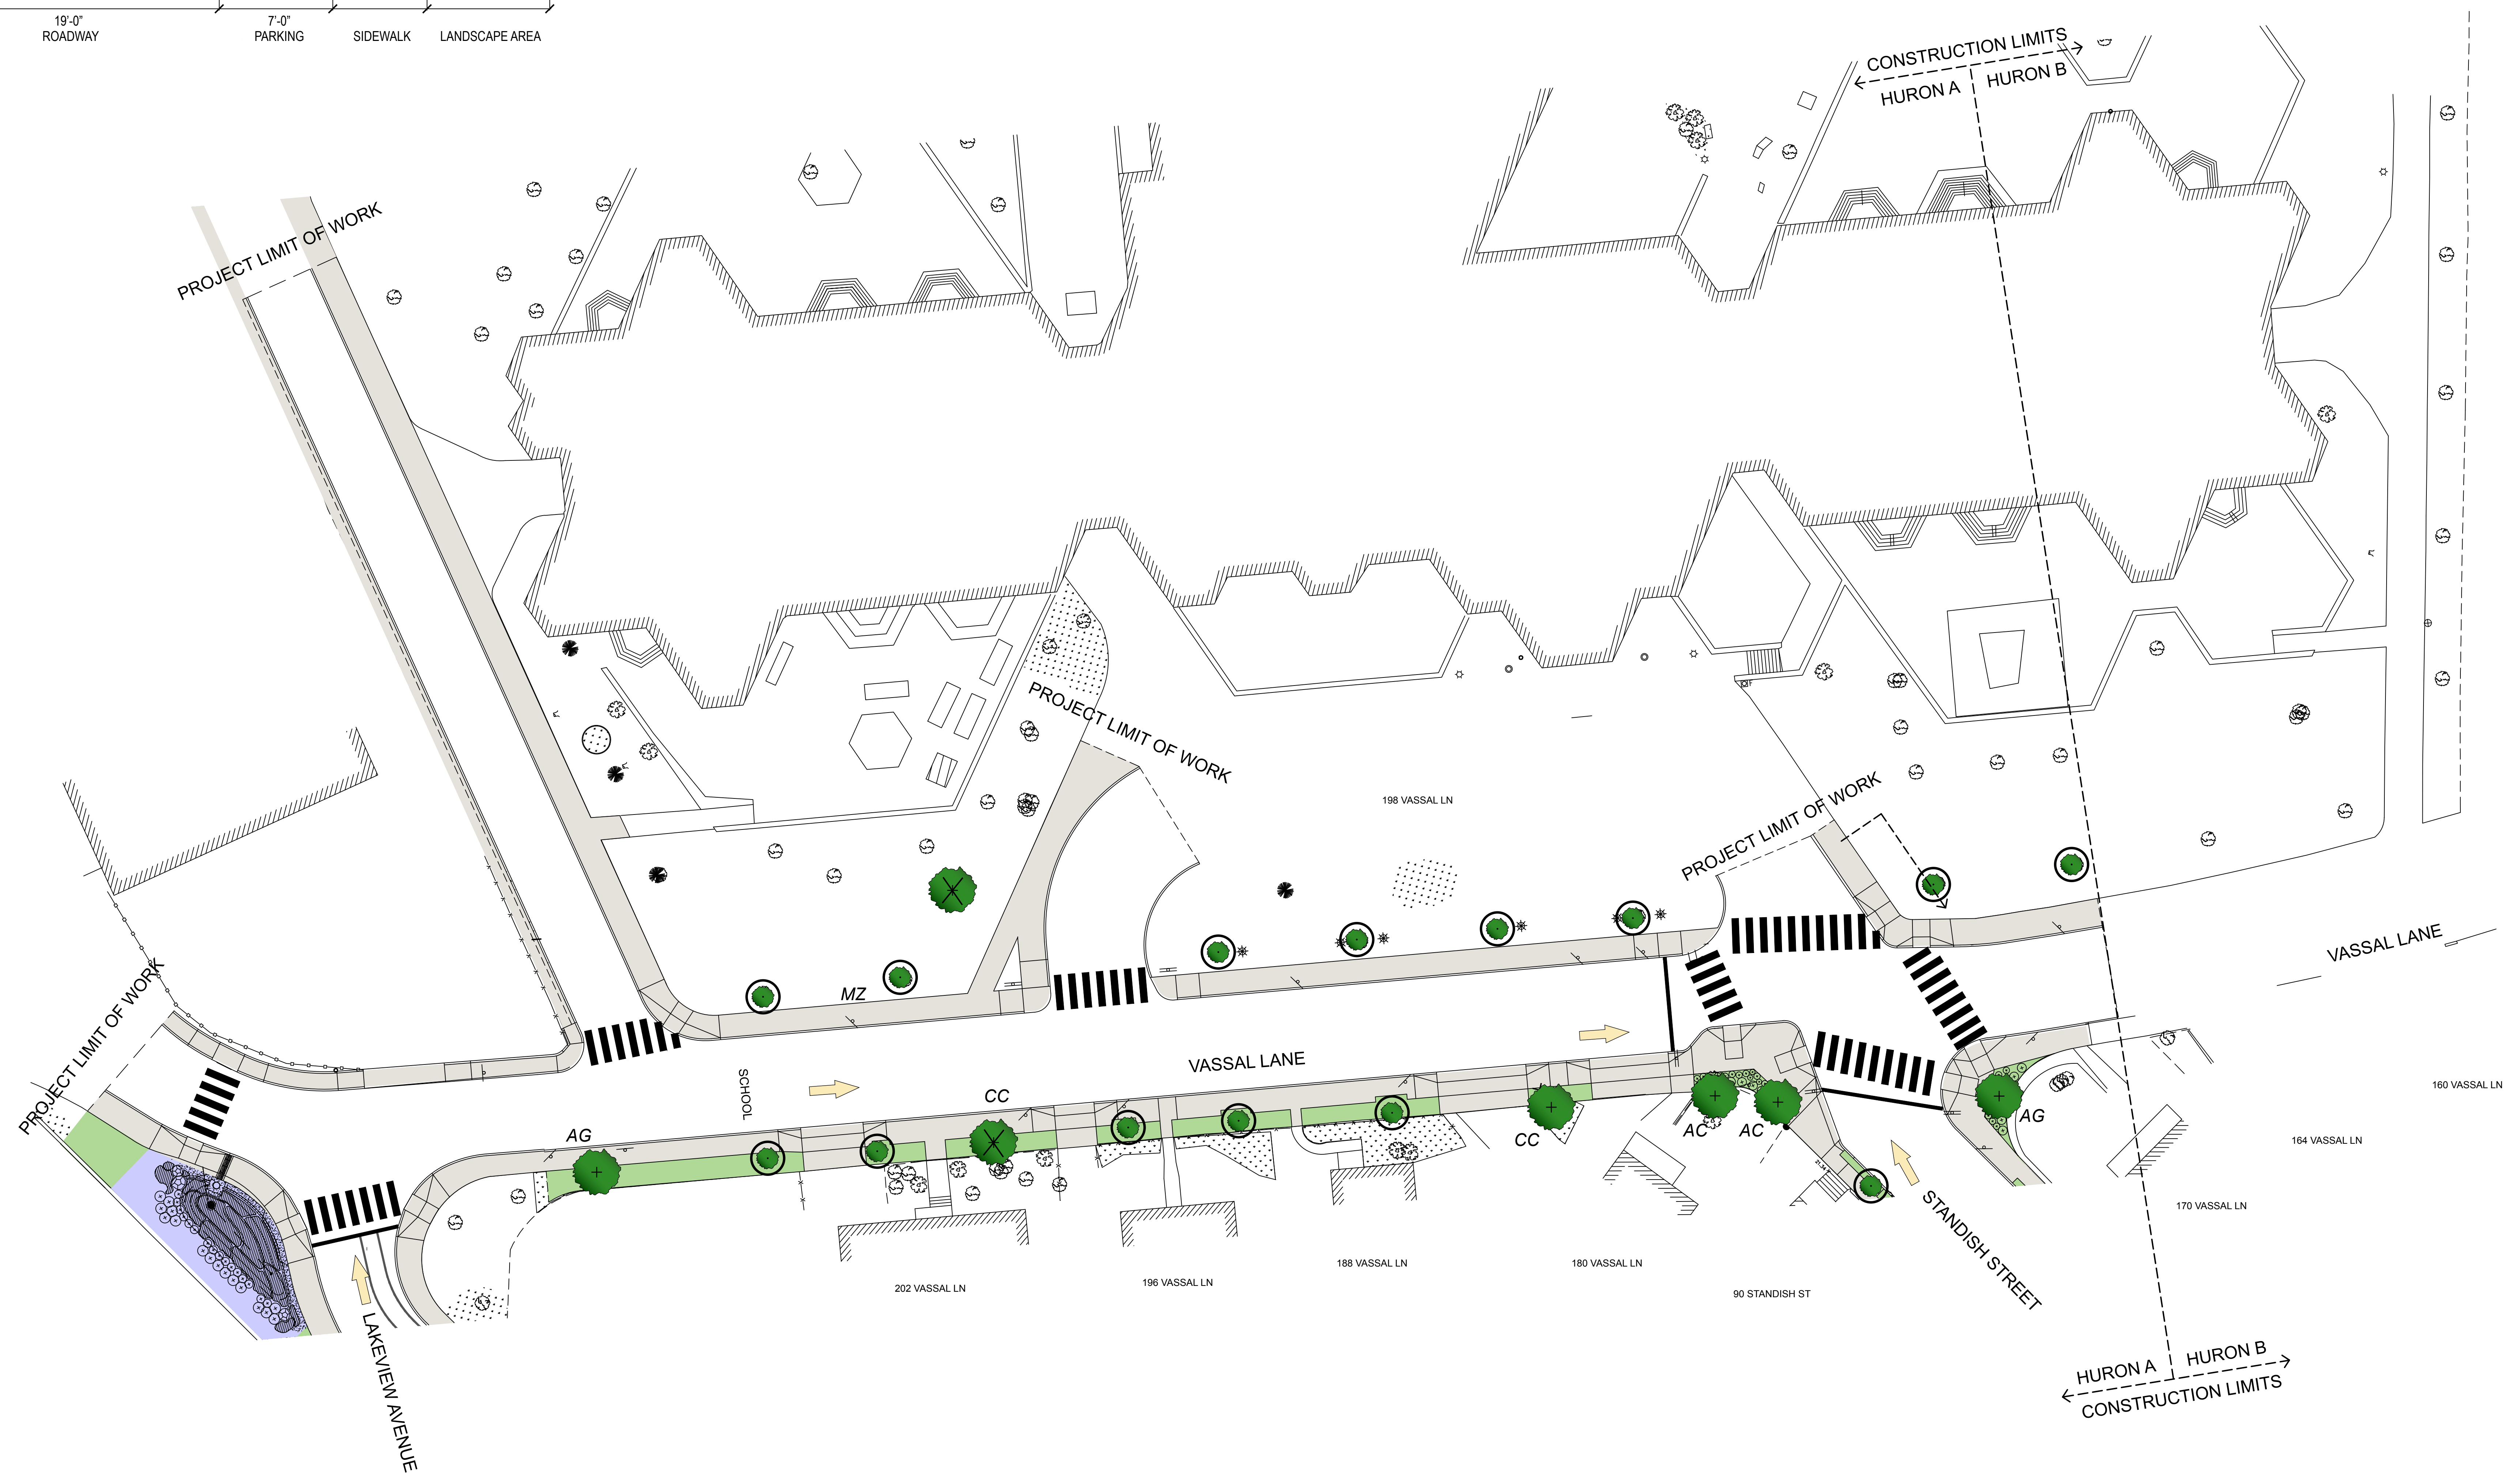 19'-0"
ROADWAY
7'-0"
PARKING
SIDEWALK
LANDSCAPE AREA
CONSTRUCTION LIMITS
HURON A
HURON B
PROJECT LIMIT OF WORK
PROJECT LIMIT OF WORK
198 VASSAL LN
PROJECT LIMIT OF WORK
VASSAL LANE
PROJECT LIMIT OF WORK
MZ
VASSAL LANE
SCHOOL
CC
AG
CC
AC
AC
AG
160 VASSAL LN
164 VASSAL LN
170 VASSAL LN
STANDISH STREET
188 VASSAL LN
180 VASSAL LN
196 VASSAL LN
202 VASSAL LN
90 STANDISH ST
LAKEVIEW AVENUE
HURON A
HURON B
CONSTRUCTION LIMITS